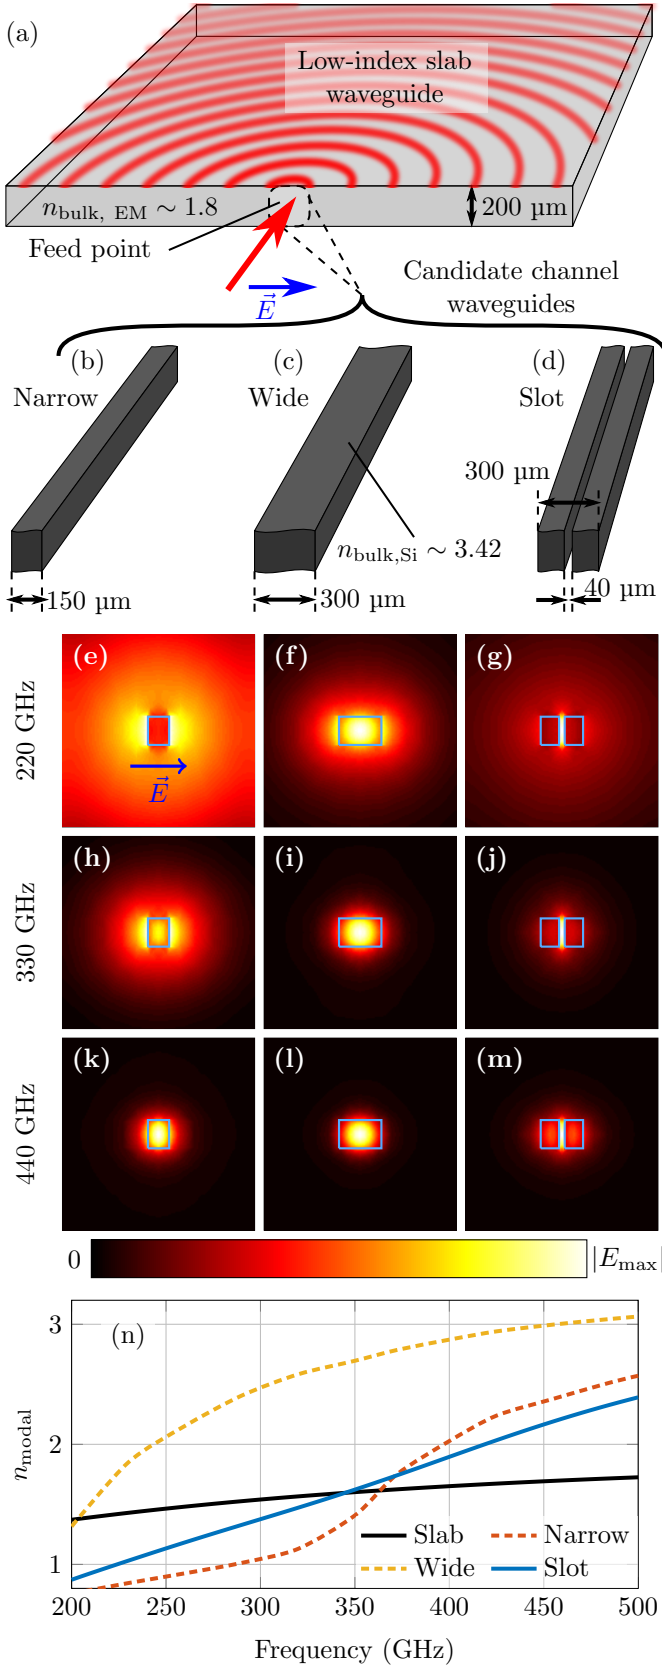 (a)
Low-index slab
waveguide
n_bulk, EM ∼ 1.8
200 µm
Feed point
E⃗
Candidate channel
waveguides
(b)
(c)
(d)
Narrow
Wide
Slot
300 µm
n_bulk,Si ∼ 3.42
150 µm
300 µm
40 µm
(e)
(f)
(g)
220 GHz
E⃗
(h)
(i)
(j)
330 GHz
(k)
(l)
(m)
440 GHz
0
|E_max|
3
(n)
n_modal
2
1
Slab
Narrow
Wide
Slot
200
250
300
350
400
450
500
Frequency (GHz)